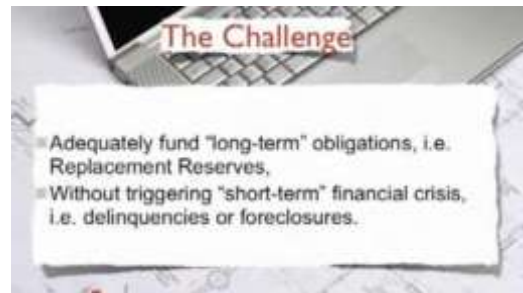 The Challenge
Adequately fund “long-term” obligations, i.e.
Replacement Reserves,
Without triggering “short-term” financial crisis,
i.e. delinquencies or foreclosures.